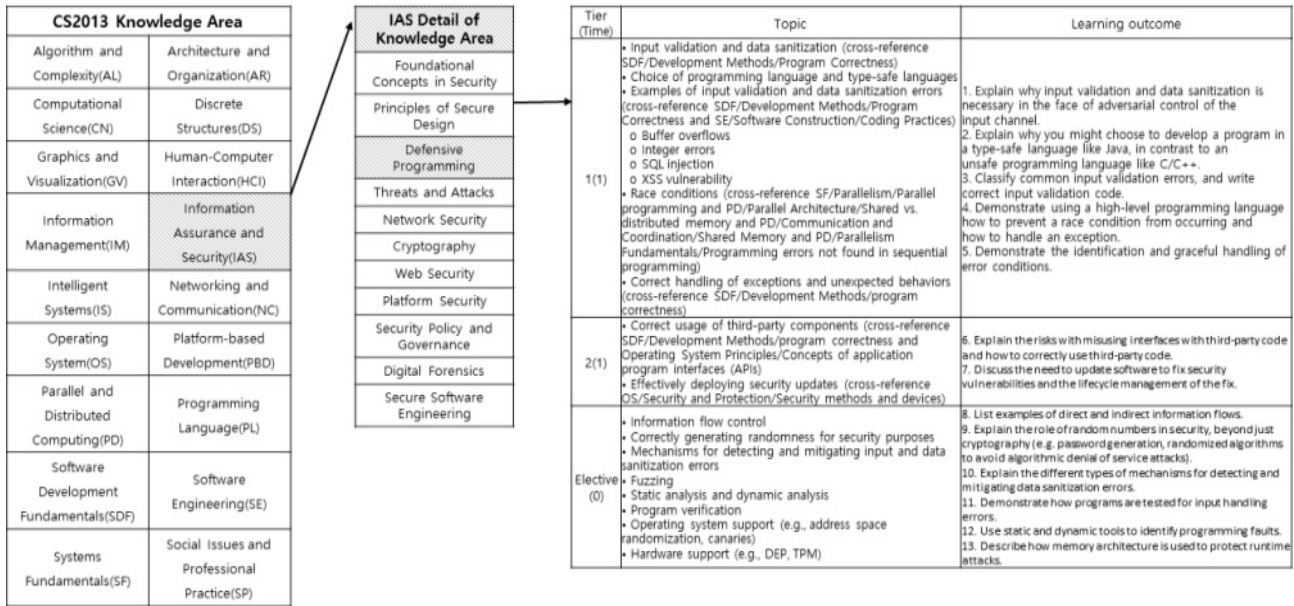 CS2013 Knowledge Area
Algorithm and
Complexity(AL)
Architecture and
Organization(AR)
Computational
Science(CN)
Discrete
Structures(DS)
Graphics and
Visualization(GV)
Human-Computer
Interaction(HCI)
Information
Management(IM)
Information
Assurance and
Security(IAS)
Intelligent
Systems(IS)
Networking and
Communication(NC)
Operating
System(OS)
Platform-based
Development(PBD)
Parallel and
Distributed
Computing(PD)
Programming
Language(PL)
Software
Development
Fundamentals(SDF)
Software
Engineering(SE)
Systems
Fundamentals(SF)
Social Issues and
Professional
Practice(SP)
IAS Detail of
Knowledge Area
Foundational
Concepts in Security
Principles of Secure
Design
Defensive
Programming
Threats and Attacks
Network Security
Cryptography
Web Security
Platform Security
Security Policy and
Governance
Digital Forensics
Secure Software
Engineering
Tier
(Time)
Topic
Learning outcome
1(1)
• Input validation and data sanitization (cross-reference
SDF/Development Methods/Program Correctness)
• Choice of programming language and type-safe languages
• Examples of input validation and data sanitization errors
(cross-reference SDF/Development Methods/Program
Correctness and SE/Software Construction/Coding Practices)
o Buffer overflows
o Integer errors
o SQL injection
o XSS vulnerability
• Race conditions (cross-reference SF/Parallelism/Parallel
programming and PD/Parallel Architecture/Shared vs.
distributed memory and PD/Communication and
Coordination/Shared Memory and PD/Parallelism
Fundamentals/Programming errors not found in sequential
programming)
• Correct handling of exceptions and unexpected behaviors
(cross-reference SDF/Development Methods/program
correctness)
1. Explain why input validation and data sanitization is
necessary in the face of adversarial control of the
input channel.
2. Explain why you might choose to develop a program in
a type-safe language like Java, in contrast to an
unsafe programming language like C/C++.
3. Classify common input validation errors, and write
correct input validation code.
4. Demonstrate using a high-level programming language
how to prevent a race condition from occurring and
how to handle an exception.
5. Demonstrate the identification and graceful handling of
error conditions.
2(1)
• Correct usage of third-party components (cross-reference
SDF/Development Methods/program correctness and
Operating System Principles/Concepts of application
program interfaces (APIs)
• Effectively deploying security updates (cross-reference
OS/Security and Protection/Security methods and devices)
6. Explain the risks with misusing interfaces with third-party code
and how to correctly use third-party code.
7. Discuss the need to update software to fix security
vulnerabilities and the lifecycle management of the fix.
Elective
(0)
• Information flow control
• Correctly generating randomness for security purposes
• Mechanisms for detecting and mitigating input and data
sanitization errors
• Fuzzing
• Static analysis and dynamic analysis
• Program verification
• Operating system support (e.g., address space
randomization, canaries)
• Hardware support (e.g., DEP, TPM)
8. List examples of direct and indirect information flows.
9. Explain the role of random numbers in security, beyond just
cryptography (e.g. password generation, randomized algorithms
to avoid algorithmic denial of service attacks).
10. Explain the different types of mechanisms for detecting and
mitigating data sanitization errors.
11. Demonstrate how programs are tested for input handling
errors.
12. Use static and dynamic tools to identify programming faults.
13. Describe how memory architecture is used to protect runtime
attacks.